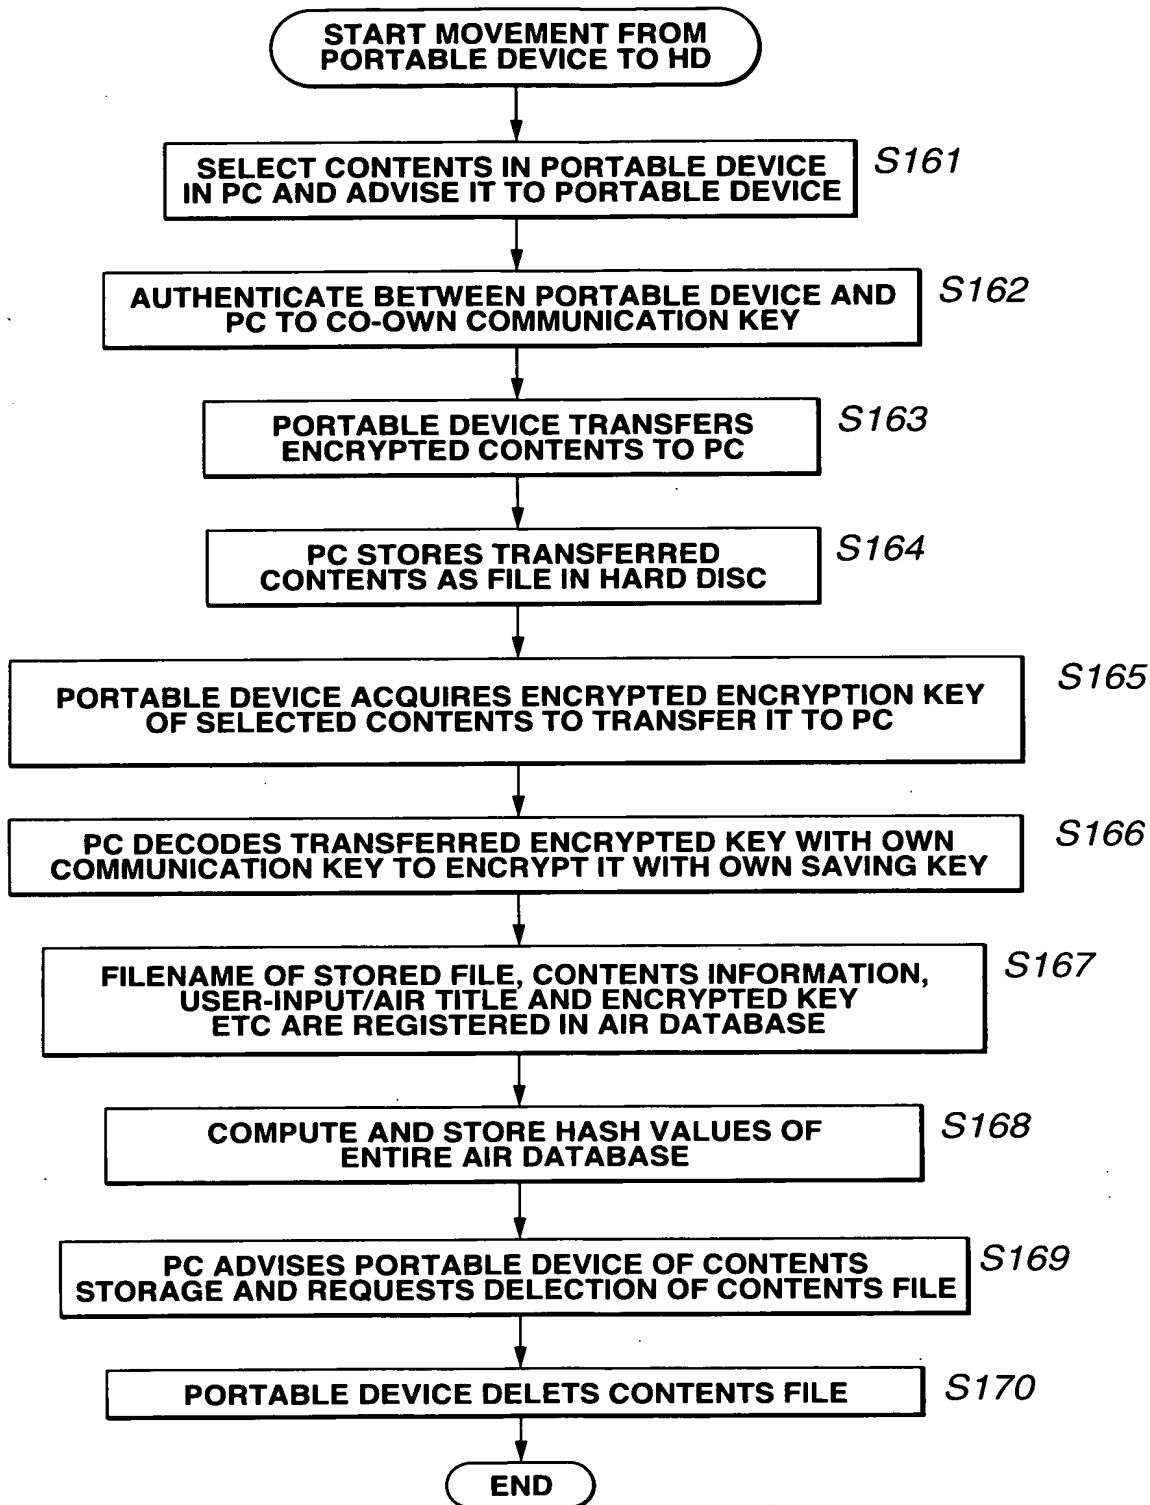 START MOVEMENT FROM
PORTABLE DEVICE TO HD
SELECT CONTENTS IN PORTABLE DEVICE
IN PC AND ADVISE IT TO PORTABLE DEVICE
S161
AUTHENTICATE BETWEEN PORTABLE DEVICE AND
PC TO CO-OWN COMMUNICATION KEY
S162
PORTABLE DEVICE TRANSFERS
ENCRYPTED CONTENTS TO PC
S163
PC STORES TRANSFERRED
CONTENTS AS FILE IN HARD DISC
S164
PORTABLE DEVICE ACQUIRES ENCRYPTED ENCRYPTION KEY
OF SELECTED CONTENTS TO TRANSFER IT TO PC
S165
PC DECODES TRANSFERRED ENCRYPTED KEY WITH OWN
COMMUNICATION KEY TO ENCRYPT IT WITH OWN SAVING KEY
S166
FILENAME OF STORED FILE, CONTENTS INFORMATION,
USER-INPUT/AIR TITLE AND ENCRYPTED KEY
ETC ARE REGISTERED IN AIR DATABASE
S167
COMPUTE AND STORE HASH VALUES OF
ENTIRE AIR DATABASE
S168
PC ADVISES PORTABLE DEVICE OF CONTENTS
STORAGE AND REQUESTS DELECTION OF CONTENTS FILE
S169
PORTABLE DEVICE DELETS CONTENTS FILE
S170
END